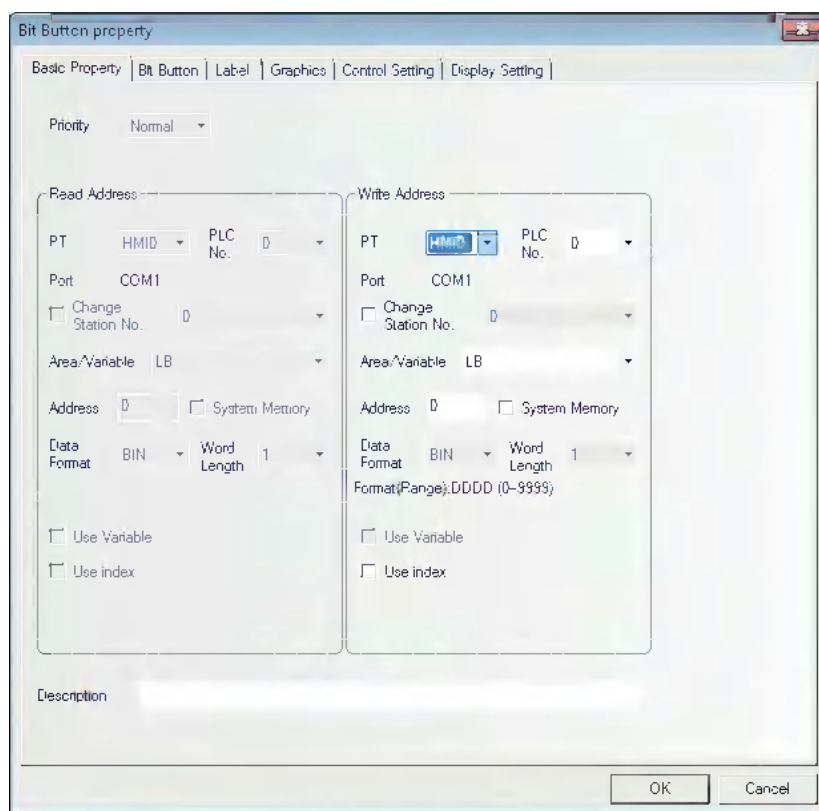 Bit Button property
Basic Property | Bit Button | Label | Graphics | Control Setting | Display Setting
Priority Normal
Read Address
PT HMI0 PLC No. 0
Port COM1
Change Station No. 0
Area/Variable LB
Address 0 System Memory
Data Format BIN Word Length 1
Use Variable
Use index
Write Address
PT HMI0 PLC No. 0
Port COM1
Change Station No. 0
Area/Variable LB
Address 0 System Memory
Data Format BIN Word Length 1
Format(Range):DDDD (0~9999)
Use Variable
Use index
Description
OK Cancel